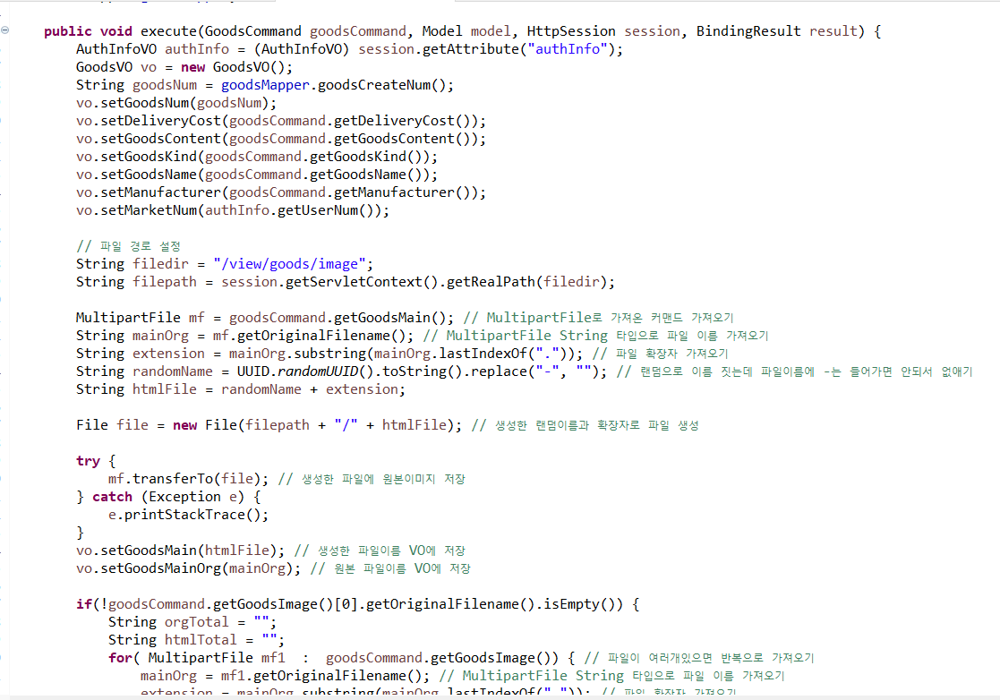 public void execute(GoodsCommand goodsCommand, Model model, HttpSession session, BindingResult result) {
AuthInfoVO authInfo = (AuthInfoVO) session.getAttribute("authInfo");
GoodsVO vo = new GoodsVO();
String goodsNum = goodsMapper.goodsCreateNum();
vo.setGoodsNum(goodsNum);
vo.setDeliveryCost(goodsCommand.getDeliveryCost());
vo.setGoodsContent(goodsCommand.getGoodsContent());
vo.setGoodsKind(goodsCommand.getGoodsKind());
vo.setGoodsName(goodsCommand.getGoodsName());
vo.setManufacturer(goodsCommand.getManufacturer());
vo.setMarketNum(authInfo.getUserNum());
// 파일 경로 설정
String filedir = "/view/goods/image";
String filepath = session.getServletContext().getRealPath(filedir);
MultipartFile mf = goodsCommand.getGoodsMain(); // MultipartFile로 가져온 커맨드 가져오기
String mainOrg = mf.getOriginalFilename(); // MultipartFile String 타입으로 파일 이름 가져오기
String extension = mainOrg.substring(mainOrg.lastIndexOf(".")); // 파일 확장자 가져오기
String randomName = UUID.randomUUID().toString().replace("-", ""); // 랜덤으로 이름 짓는데 파일이름에 -는 들어가면 안되서 없애기
String htmlFile = randomName + extension;
File file = new File(filepath + "/" + htmlFile); // 생성한 랜덤이름과 확장자로 파일 생성
try {
mf.transferTo(file); // 생성한 파일에 원본이미지 저장
} catch (Exception e) {
e.printStackTrace();
}
vo.setGoodsMain(htmlFile); // 생성한 파일이름 VO에 저장
vo.setGoodsMainOrg(mainOrg); // 원본 파일이름 VO에 저장
if(!goodsCommand.getGoodsImage()[0].getOriginalFilename().isEmpty()) {
String orgTotal = "";
String htmlTotal = "";
for( MultipartFile mf1 : goodsCommand.getGoodsImage()) { // 파일이 여러개있으면 반복으로 가져오기
mainOrg = mf1.getOriginalFilename(); // MultipartFile String 타입으로 파일 이름 가져오기
extension = mainOrg.substring(mainOrg.lastIndexOf(".")); // 파일 확장자 가져오기